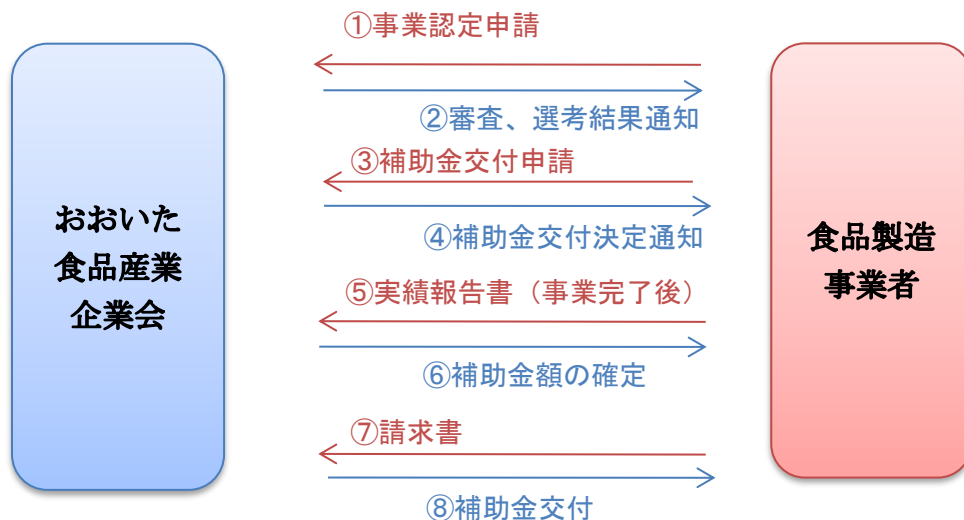 ①事業認定申請
②審査、選考結果通知
③補助金交付申請
おおいた
食品産業
企業会
④補助金交付決定通知
食品製造
事業者
⑤実績報告書（事業完了後）
⑥補助金額の確定
⑦請求書
⑧補助金交付